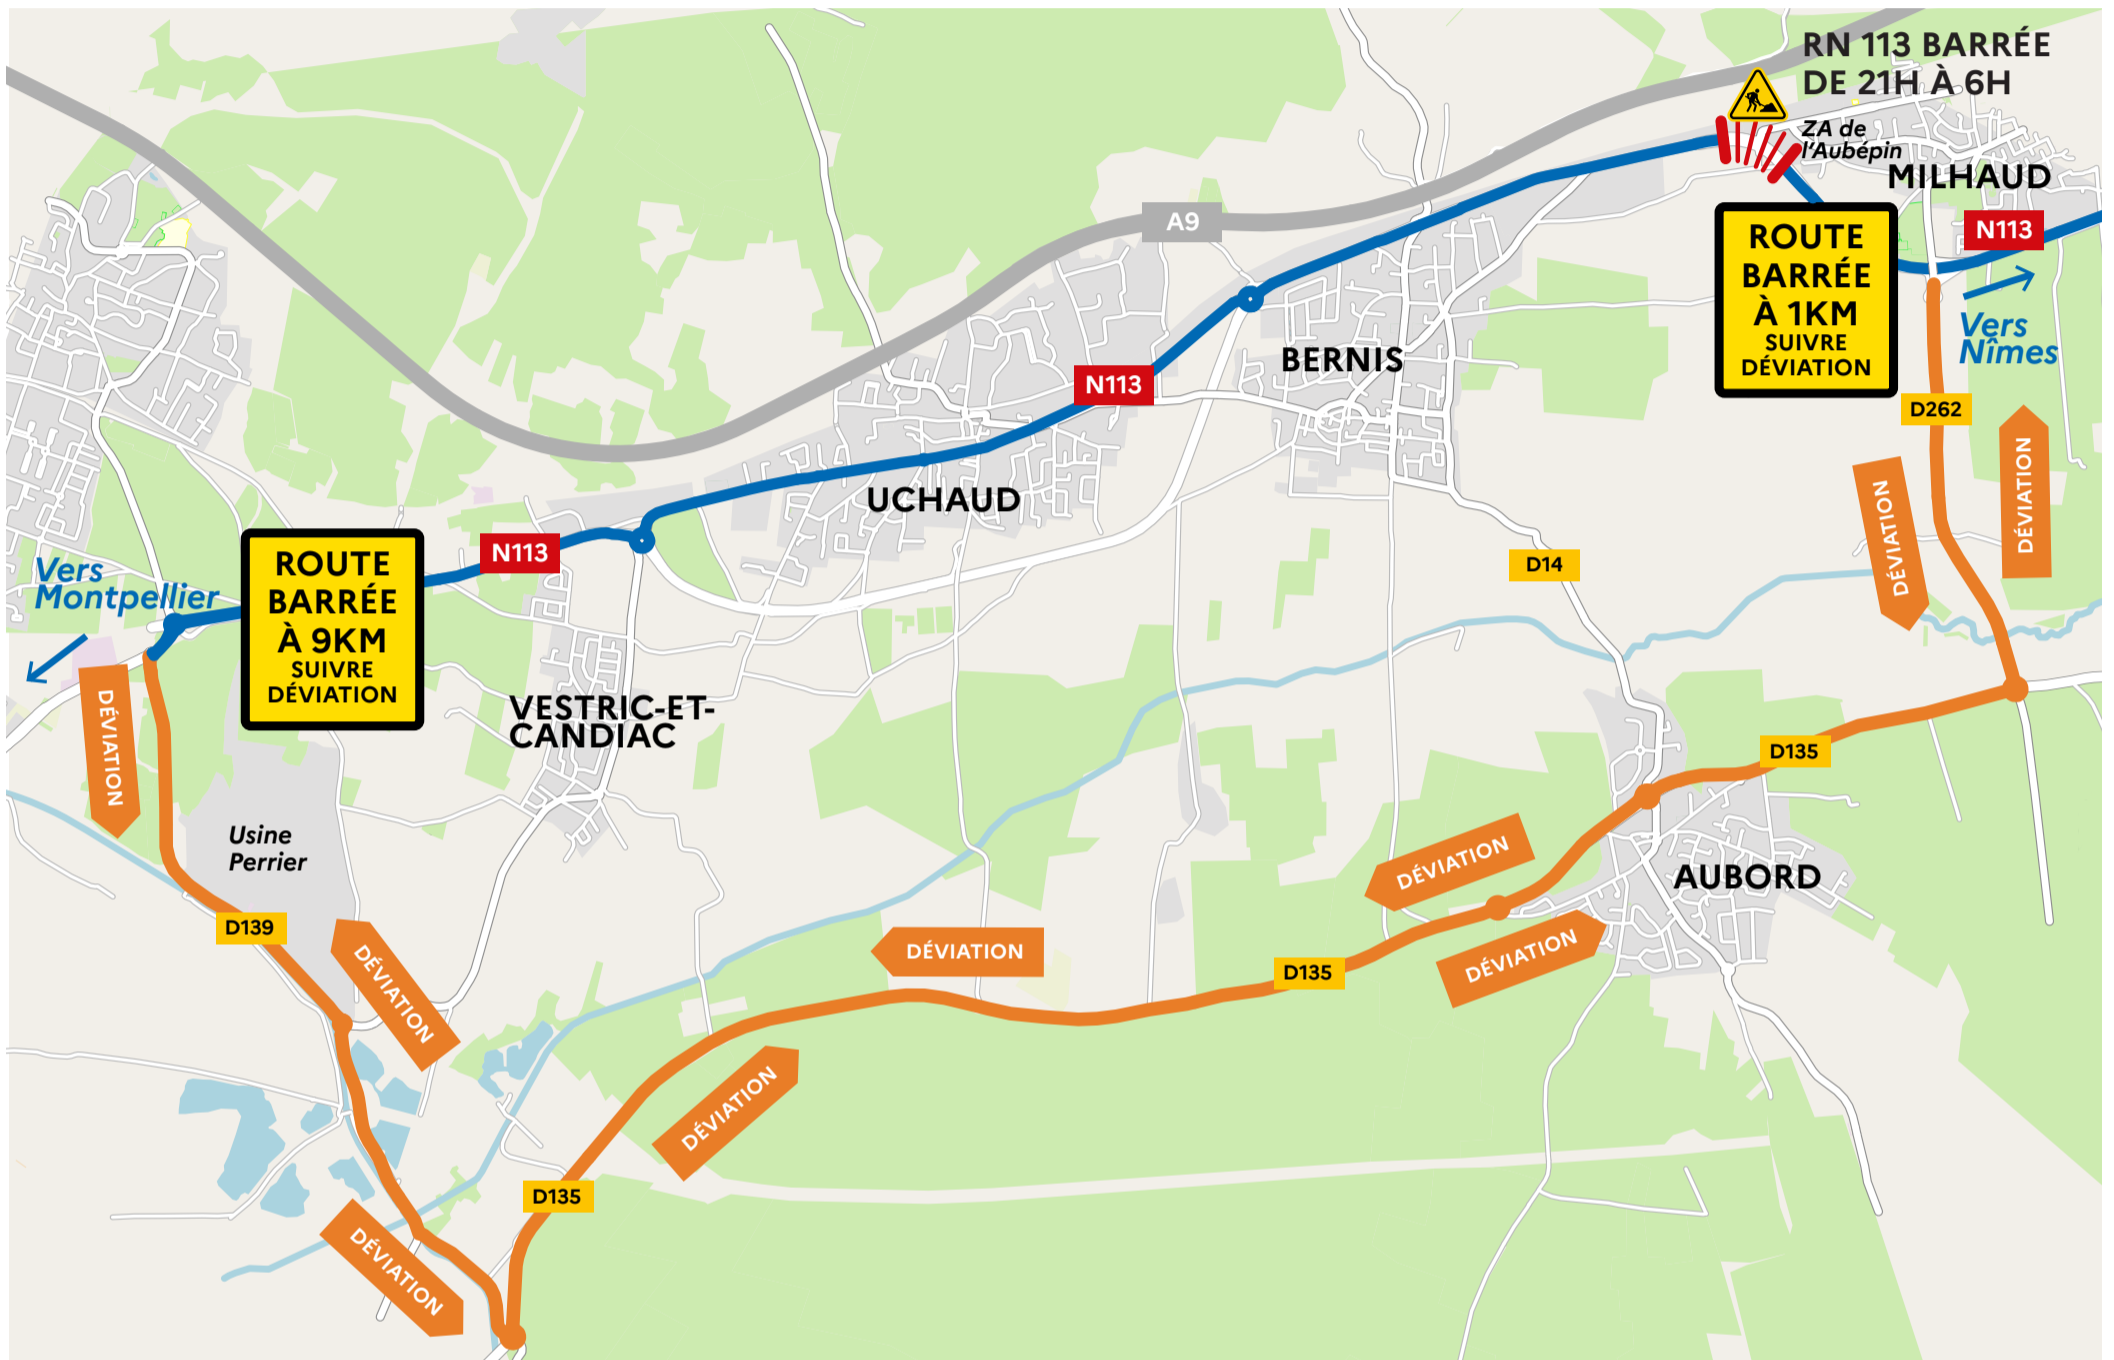 RN 113 BARRÉE
DE 21H À 6H
ZA de
l'Aubépin
MILHAUD
A9
N113
ROUTE
BARRÉE
À 1KM
SUIVRE
DÉVIATION
Vers
Nîmes
BERNIS
N113
D262
DÉVIATION
DÉVIATION
UCHAUD
N113
D14
ROUTE
BARRÉE
À 9KM
SUIVRE
DÉVIATION
Vers
Montpellier
DÉVIATION
VESTRIC-ET-
CANDIAC
D135
Usine
Perrier
DÉVIATION
AUBORD
D139
DÉVIATION
DÉVIATION
DÉVIATION
D135
DÉVIATION
D135
DÉVIATION